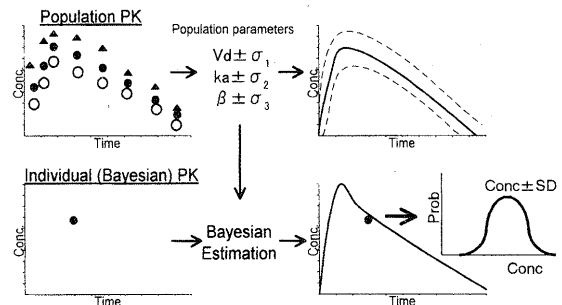 Population PK
Population parameters
Conc
Time
Vd ± σ1
ka ± σ2
β ± σ3
Conc
Time
Individual (Bayesian) PK
Conc
Time
Bayesian
Estimation
Conc
Time
Prob
Conc±SD
Conc